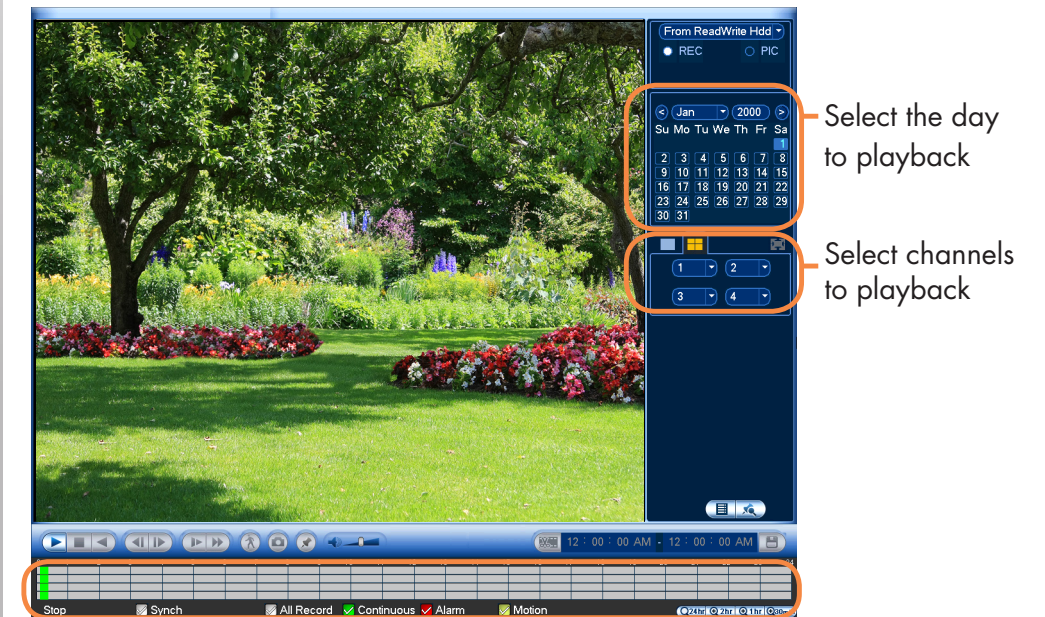 From ReadWrite Hdd
REC PIC
< Jan 2000 >
Su Mo Tu We Th Fr Sa
1
2 3 4 5 6 7 8
9 10 11 12 13 14 15
16 17 18 19 20 21 22
23 24 25 26 27 28 29
30 31
Select the day
to playback
1 2
3 4
Select channels
to playback
12 : 00 : 00 AM - 12 : 00 : 00 AM
Stop Synch All Record Continuous Alarm Motion 24hr 2hr 1hr